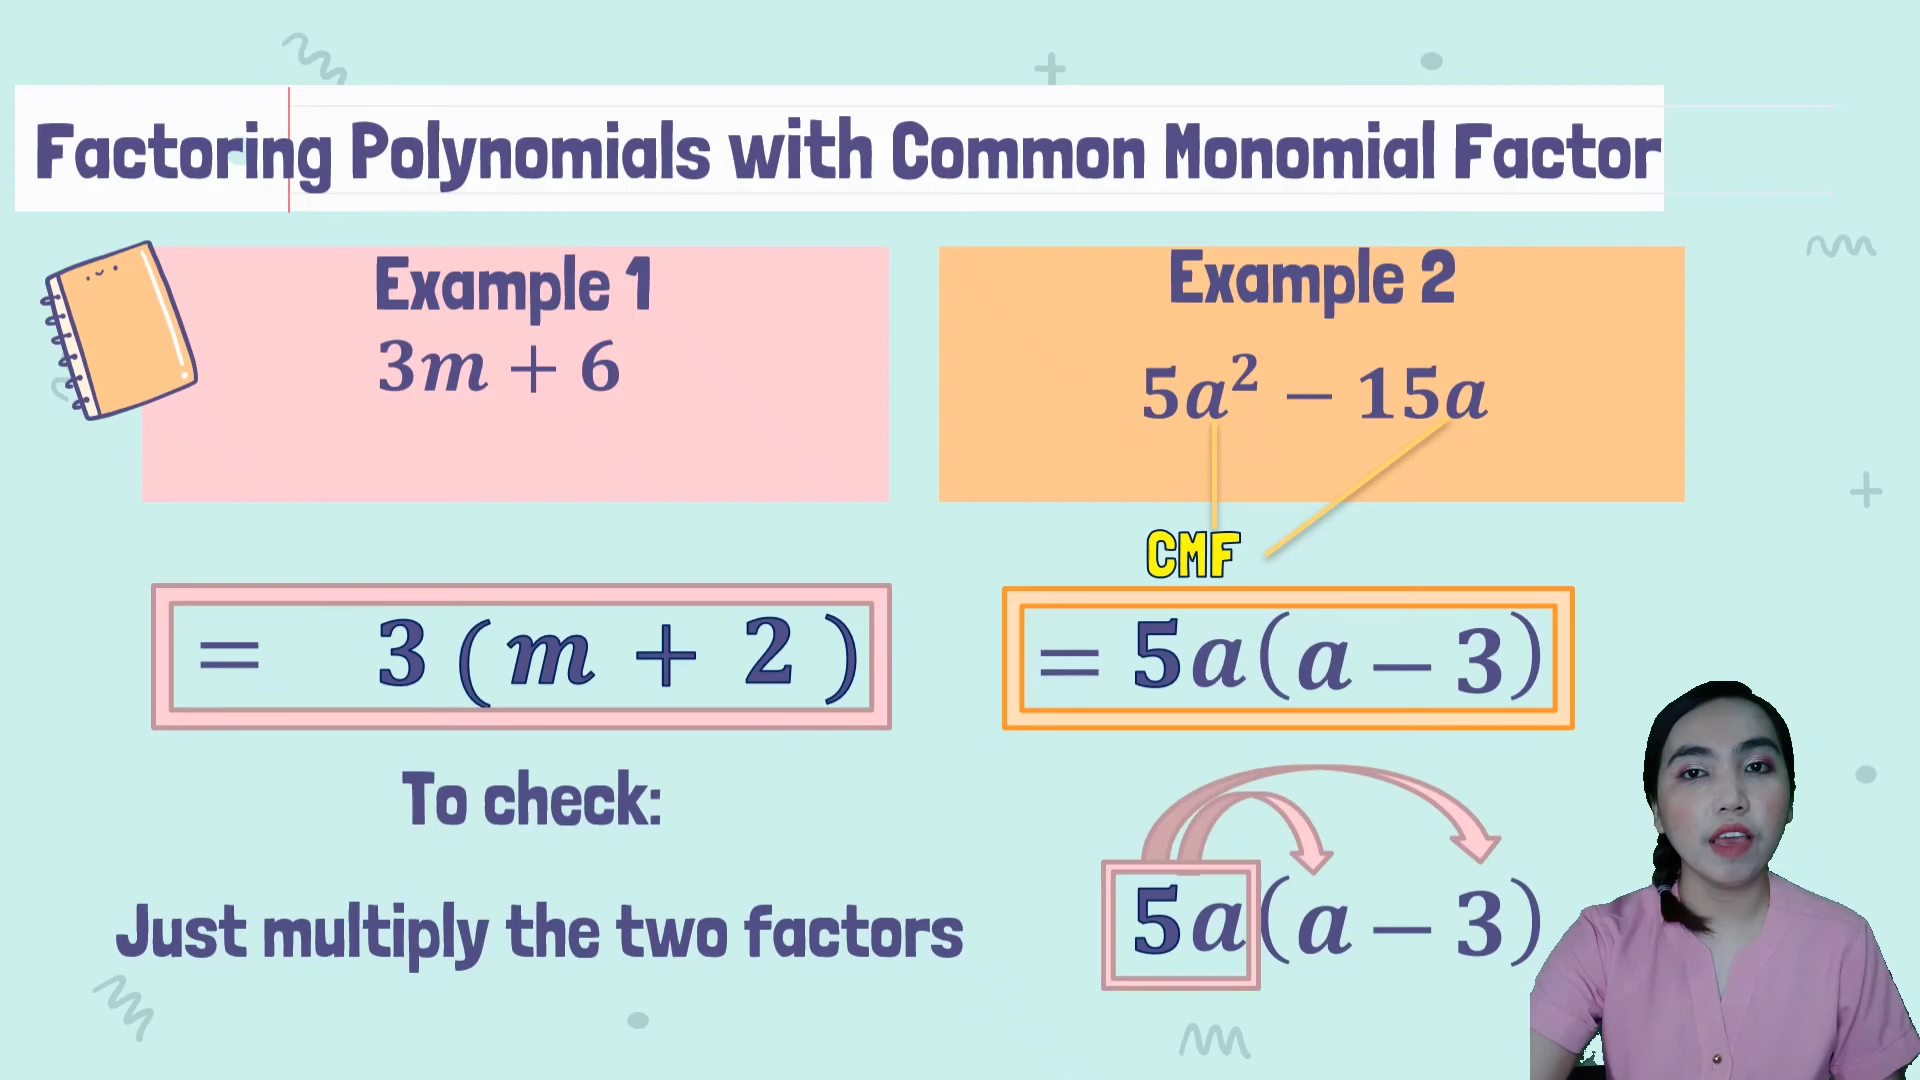 Factoring Polynomials with Common Monomial Factor
Example 1
3m + 6
= 3 ( m + 2 )
Example 2
5a² − 15a
CMF
= 5a(a − 3)
To check:
Just multiply the two factors
5a(a − 3)